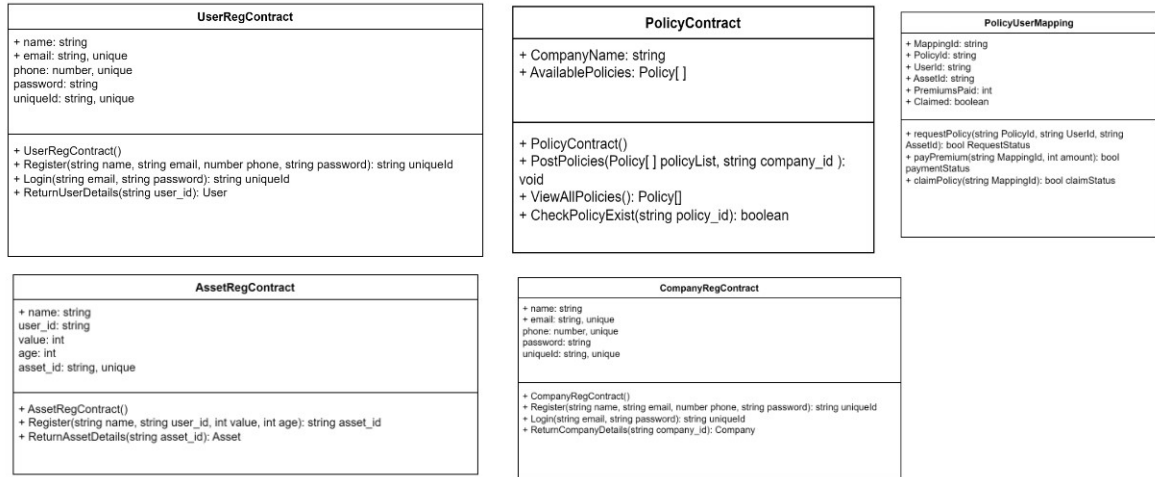 UserRegContract
+ name: string
+ email: string, unique
phone: number, unique
password: string
uniqueId: string, unique
+ UserRegContract()
+ Register(string name, string email, number phone, string password): string uniqueId
+ Login(string email, string password): string uniqueId
+ ReturnUserDetails(string user_id): User
PolicyContract
+ CompanyName: string
+ AvailablePolicies: Policy[ ]
+ PolicyContract()
+ PostPolicies(Policy[ ] policyList, string company_id ):
void
+ ViewAllPolicies(): Policy[]
+ CheckPolicyExist(string policy_id): boolean
PolicyUserMapping
+ MappingId: string
+ PolicyId: string
+ UserId: string
+ AssetId: string
+ PremiumsPaid: int
+ Claimed: boolean
+ requestPolicy(string PolicyId, string UserId, string
AssetId): bool RequestStatus
+ payPremium(string MappingId, int amount): bool
paymentStatus
+ claimPolicy(string MappingId): bool claimStatus
AssetRegContract
+ name: string
user_id: string
value: int
age: int
asset_id: string, unique
+ AssetRegContract()
+ Register(string name, string user_id, int value, int age): string asset_id
+ ReturnAssetDetails(string asset_id): Asset
CompanyRegContract
+ name: string
+ email: string, unique
phone: number, unique
password: string
uniqueId: string, unique
+ CompanyRegContract()
+ Register(string name, string email, number phone, string password): string uniqueId
+ Login(string email, string password): string uniqueId
+ ReturnCompanyDetails(string company_id): Company